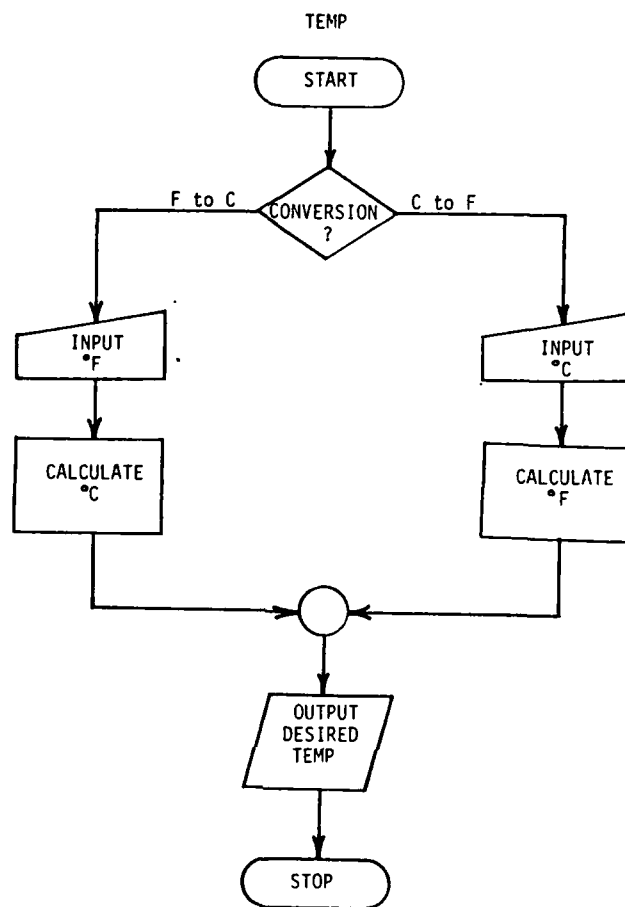 TEMP
START
F to C
CONVERSION
?
C to F
INPUT
°F
INPUT
°C
CALCULATE
°C
CALCULATE
°F
OUTPUT
DESIRED
TEMP
STOP